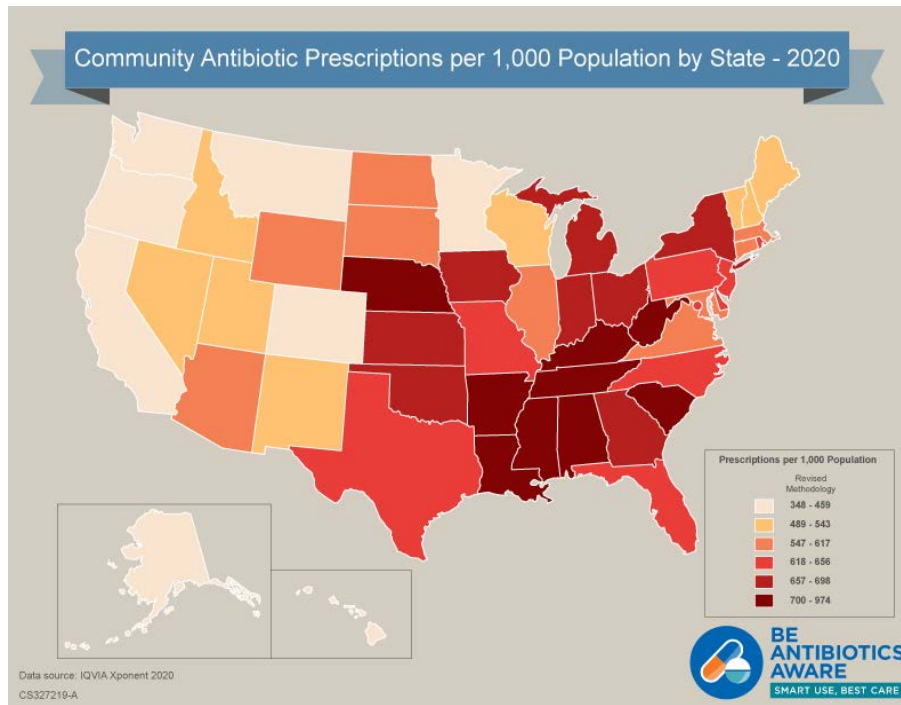 Community Antibiotic Prescriptions per 1,000 Population by State - 2020
Prescriptions per 1,000 Population
Revised
Methodology
348 - 459
489 - 543
547 - 617
618 - 656
657 - 698
700 - 974
Data source: IQVIA Xponent 2020
CS327219-A
BE
ANTIBIOTICS
AWARE
SMART USE, BEST CARE